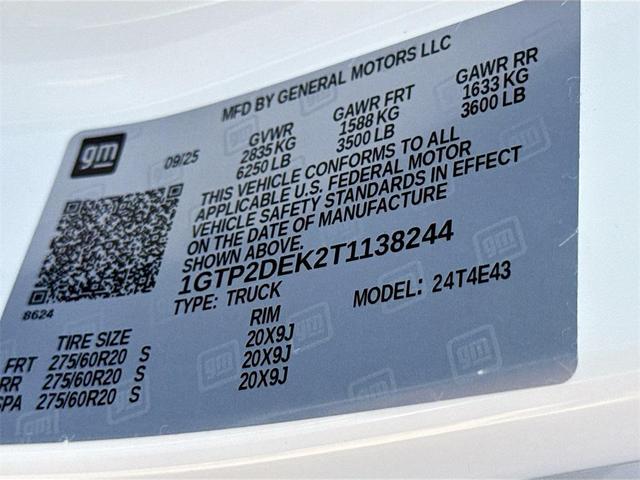 MFD BY GENERAL MOTORS LLC
gm
09/25
GVWR GAWR FRT GAWR RR
2835 KG 1588 KG 1633 KG
6250 LB 3500 LB 3600 LB
THIS VEHICLE CONFORMS TO ALL
APPLICABLE U.S. FEDERAL MOTOR
VEHICLE SAFETY STANDARDS IN EFFECT
ON THE DATE OF MANUFACTURE
SHOWN ABOVE.
1GTP2DEK2T1138244
8624
TYPE: TRUCK MODEL: 24T4E43
TIRE SIZE RIM
FRT 275/60R20 S 20X9J
RR 275/60R20 S 20X9J
SPA 275/60R20 S 20X9J